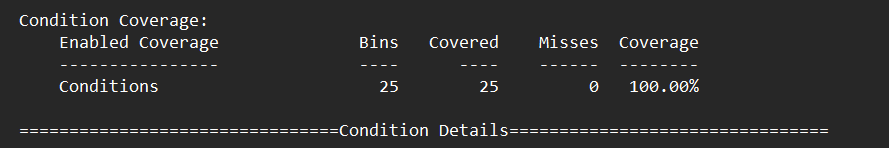 Condition Coverage:
    Enabled Coverage              Bins   Covered    Misses  Coverage
    ----------------              ----      ----    ------  --------
    Conditions                      25        25         0   100.00%
================================Condition Details================================